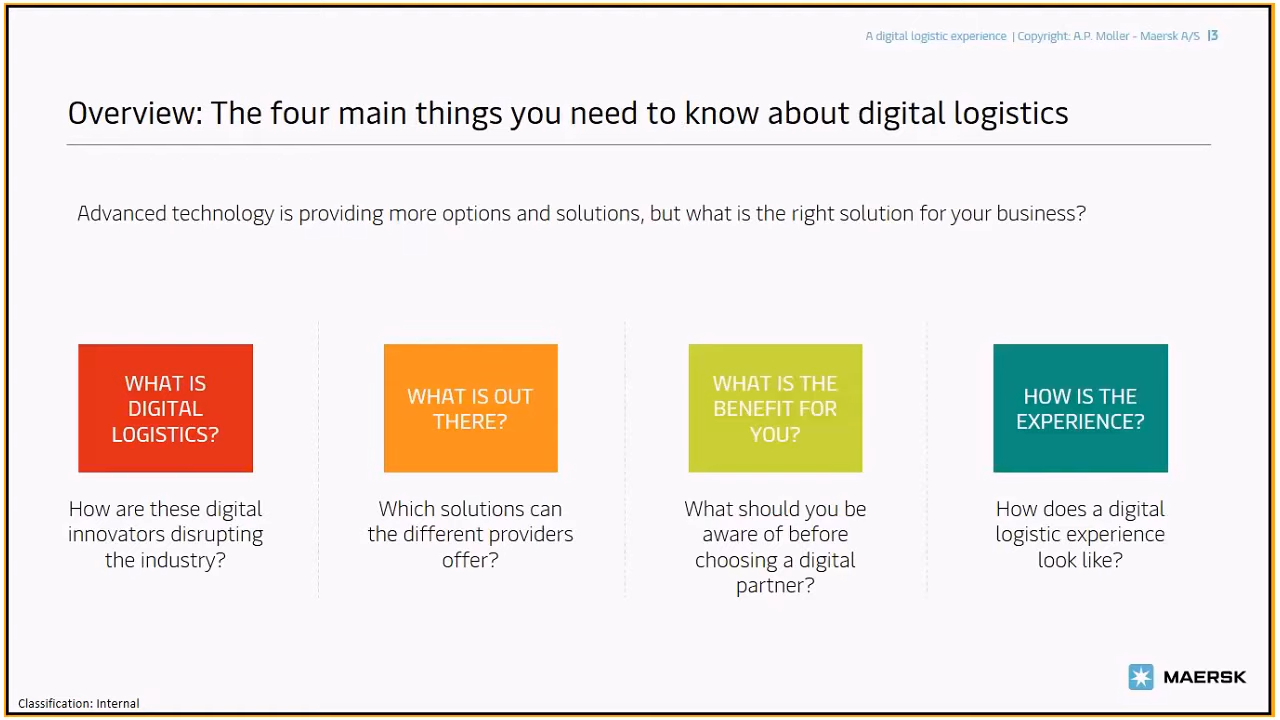 A digital logistic experience | Copyright: A.P. Moller - Maersk A/S |3
Overview: The four main things you need to know about digital logistics
Advanced technology is providing more options and solutions, but what is the right solution for your business?
WHAT IS
DIGITAL
LOGISTICS?
How are these digital
innovators disrupting
the industry?
WHAT IS OUT
THERE?
Which solutions can
the different providers
offer?
WHAT IS THE
BENEFIT FOR
YOU?
What should you be
aware of before
choosing a digital
partner?
HOW IS THE
EXPERIENCE?
How does a digital
logistic experience
look like?
MAERSK
Classification: Internal